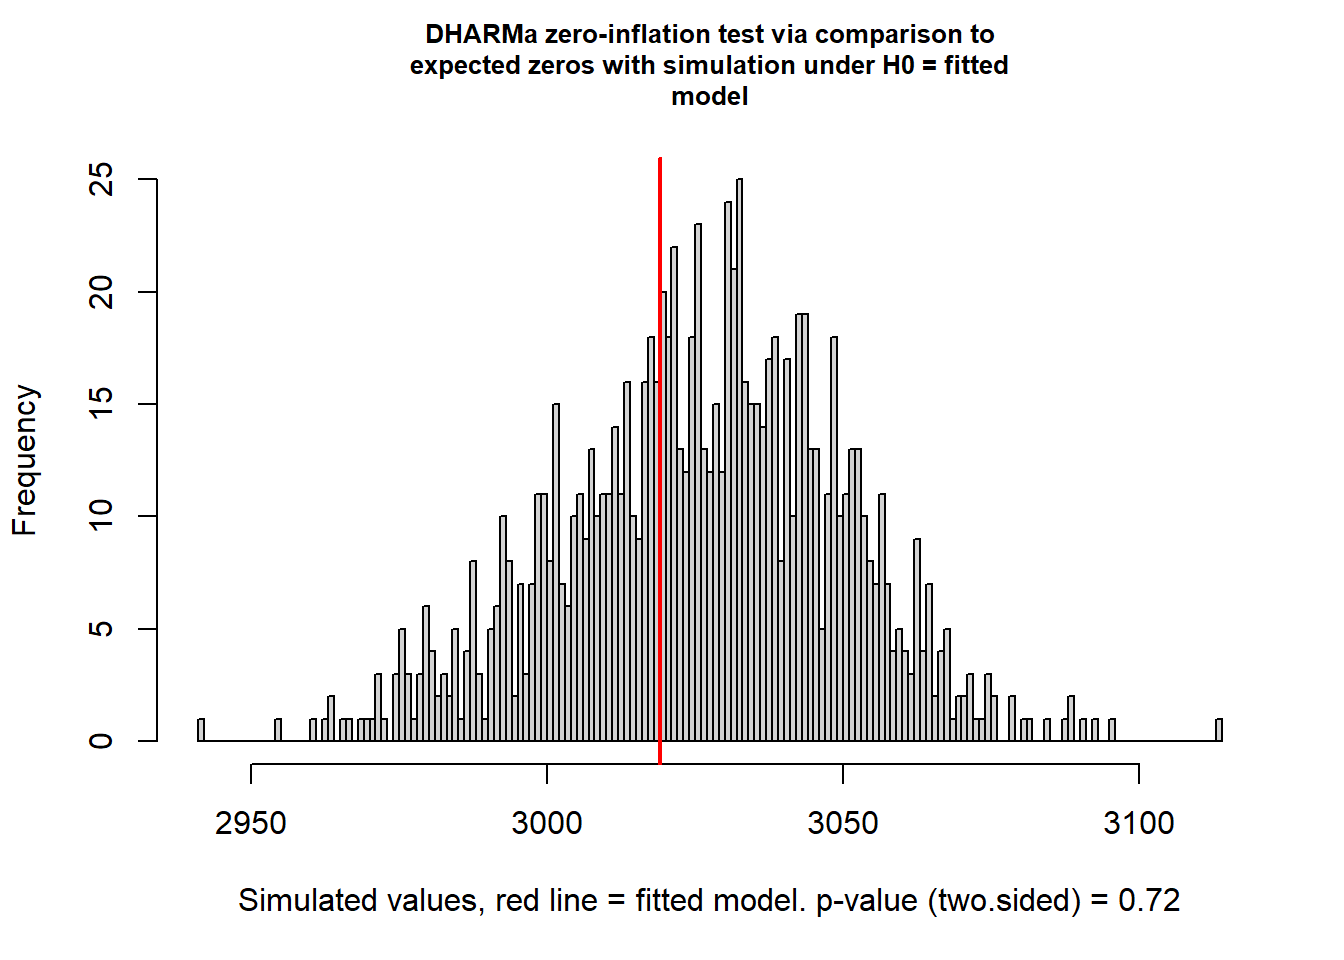 DHARMa zero-inflation test via comparison to
expected zeros with simulation under H0 = fitted
model
Frequency
25
20
15
10
5
0
2950 3000 3050 3100
Simulated values, red line = fitted model. p-value (two.sided) = 0.72